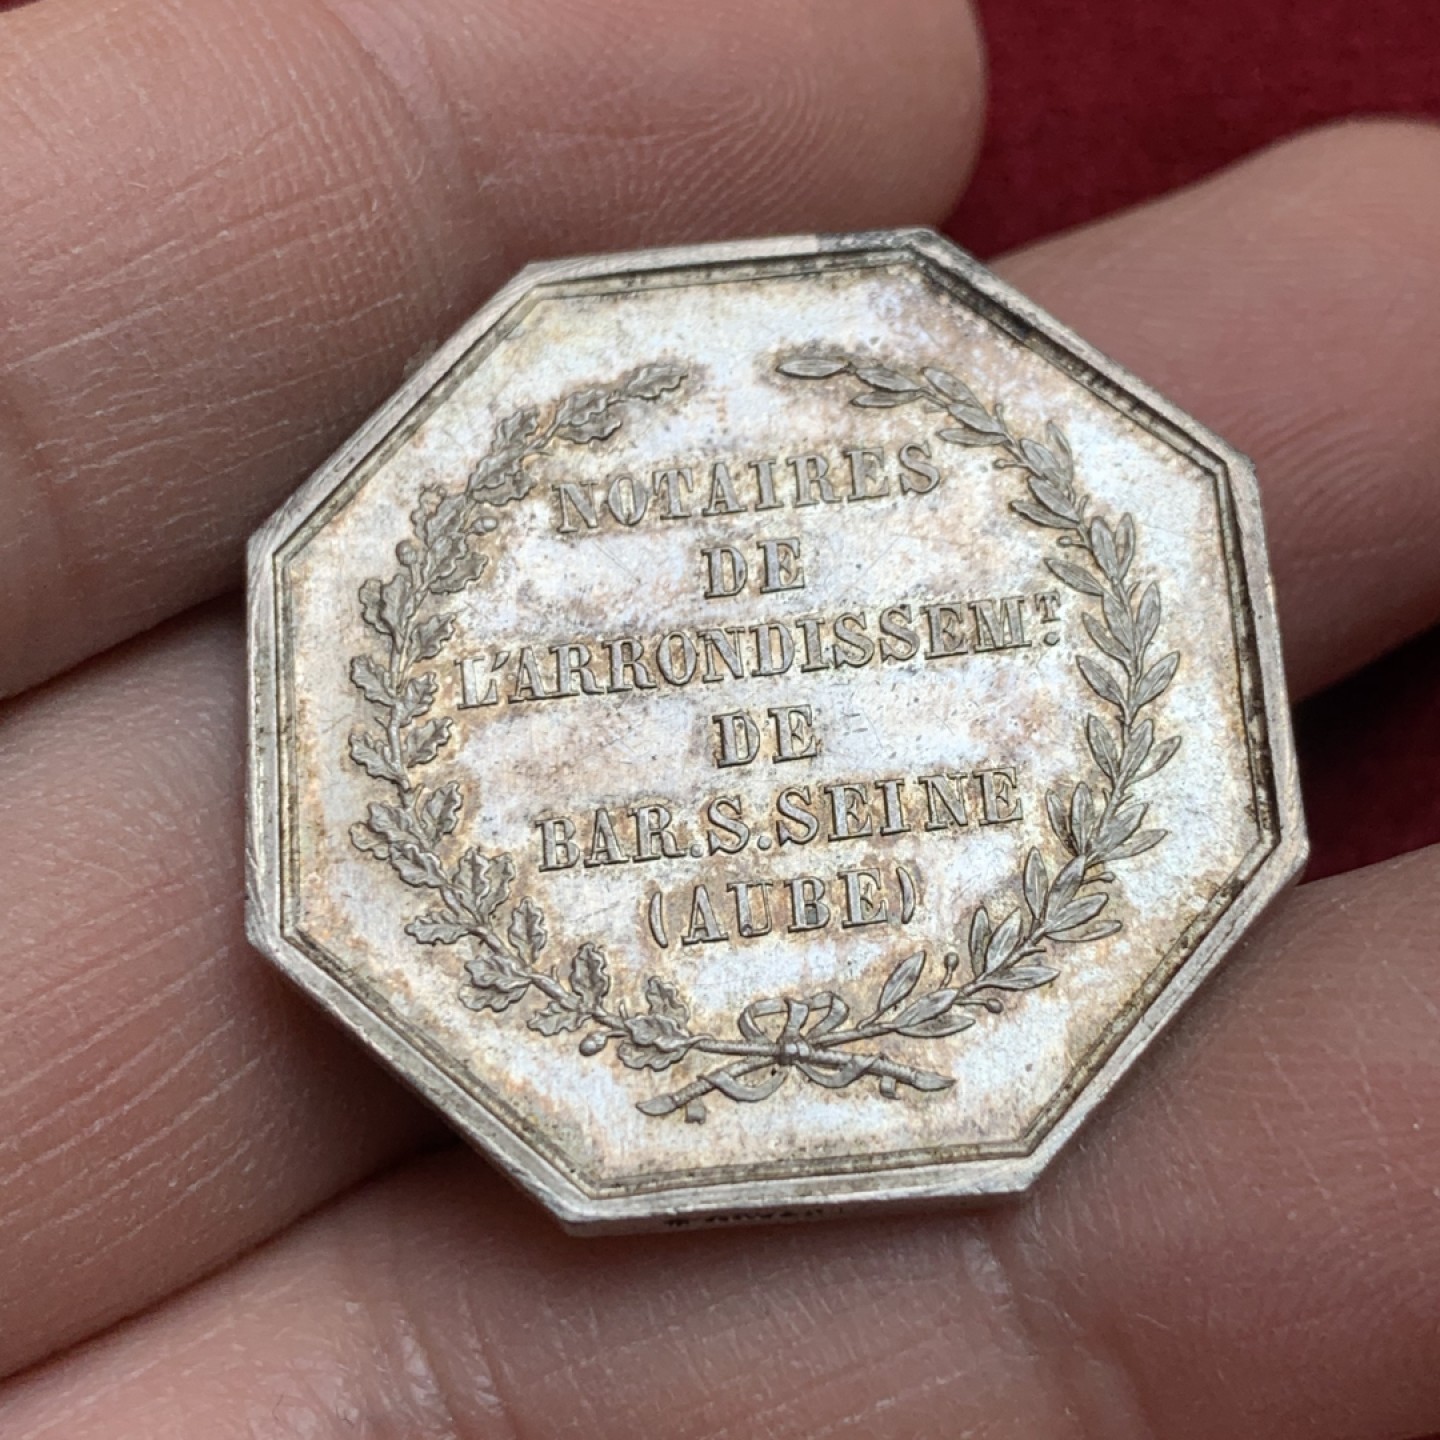 NOTAIRES
DE
L'ARRONDISSEMT.
DE
BAR.S.SEINE
(AUBE)